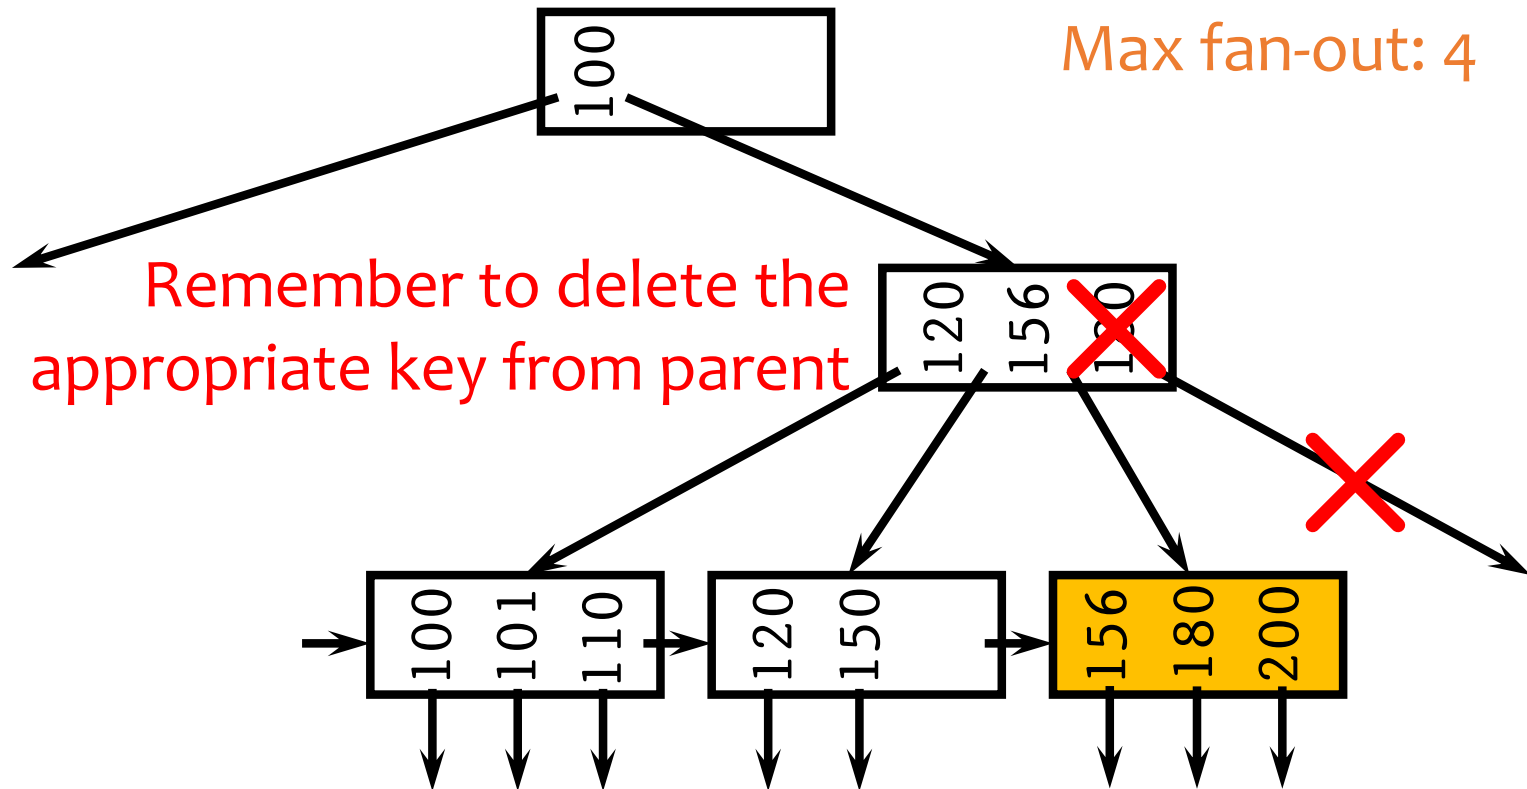 Max fan-out: 4
100
Remember to delete the
appropriate key from parent
120 156
100 101 110
120 150
156 180 200